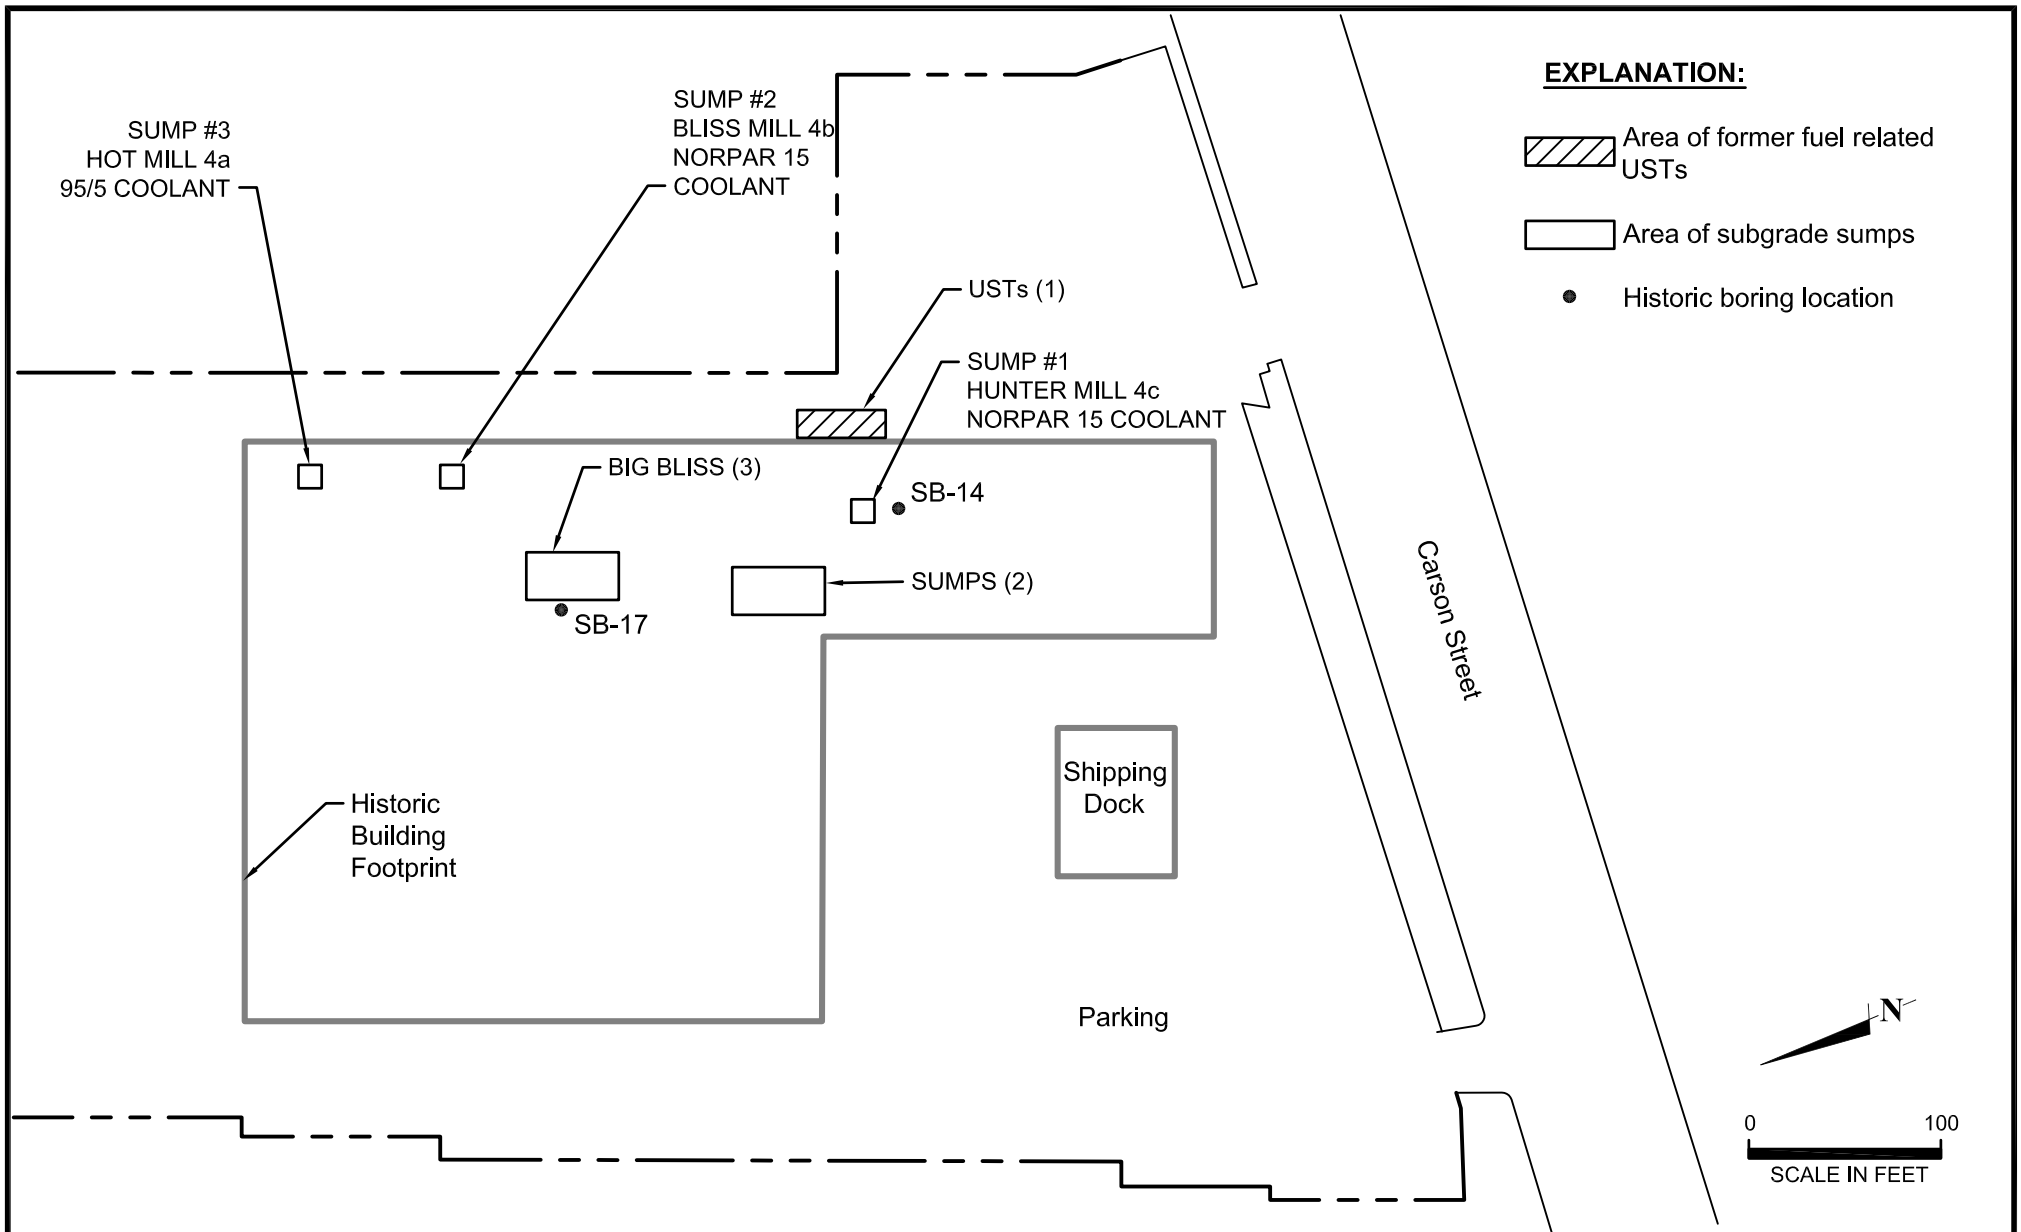 EXPLANATION:
Area of former fuel related
USTs
Area of subgrade sumps
Historic boring location
SUMP #3
HOT MILL 4a
95/5 COOLANT
SUMP #2
BLISS MILL 4b
NORPAR 15
COOLANT
USTs (1)
SUMP #1
HUNTER MILL 4c
NORPAR 15 COOLANT
BIG BLISS (3)
SB-14
SUMPS (2)
SB-17
Carson Street
Shipping
Dock
Historic
Building
Footprint
Parking
N
0 100
SCALE IN FEET